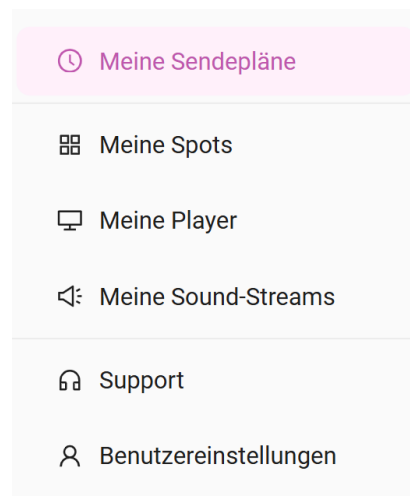 Meine Sendepläne
Meine Spots
Meine Player
Meine Sound-Streams
Support
Benutzereinstellungen